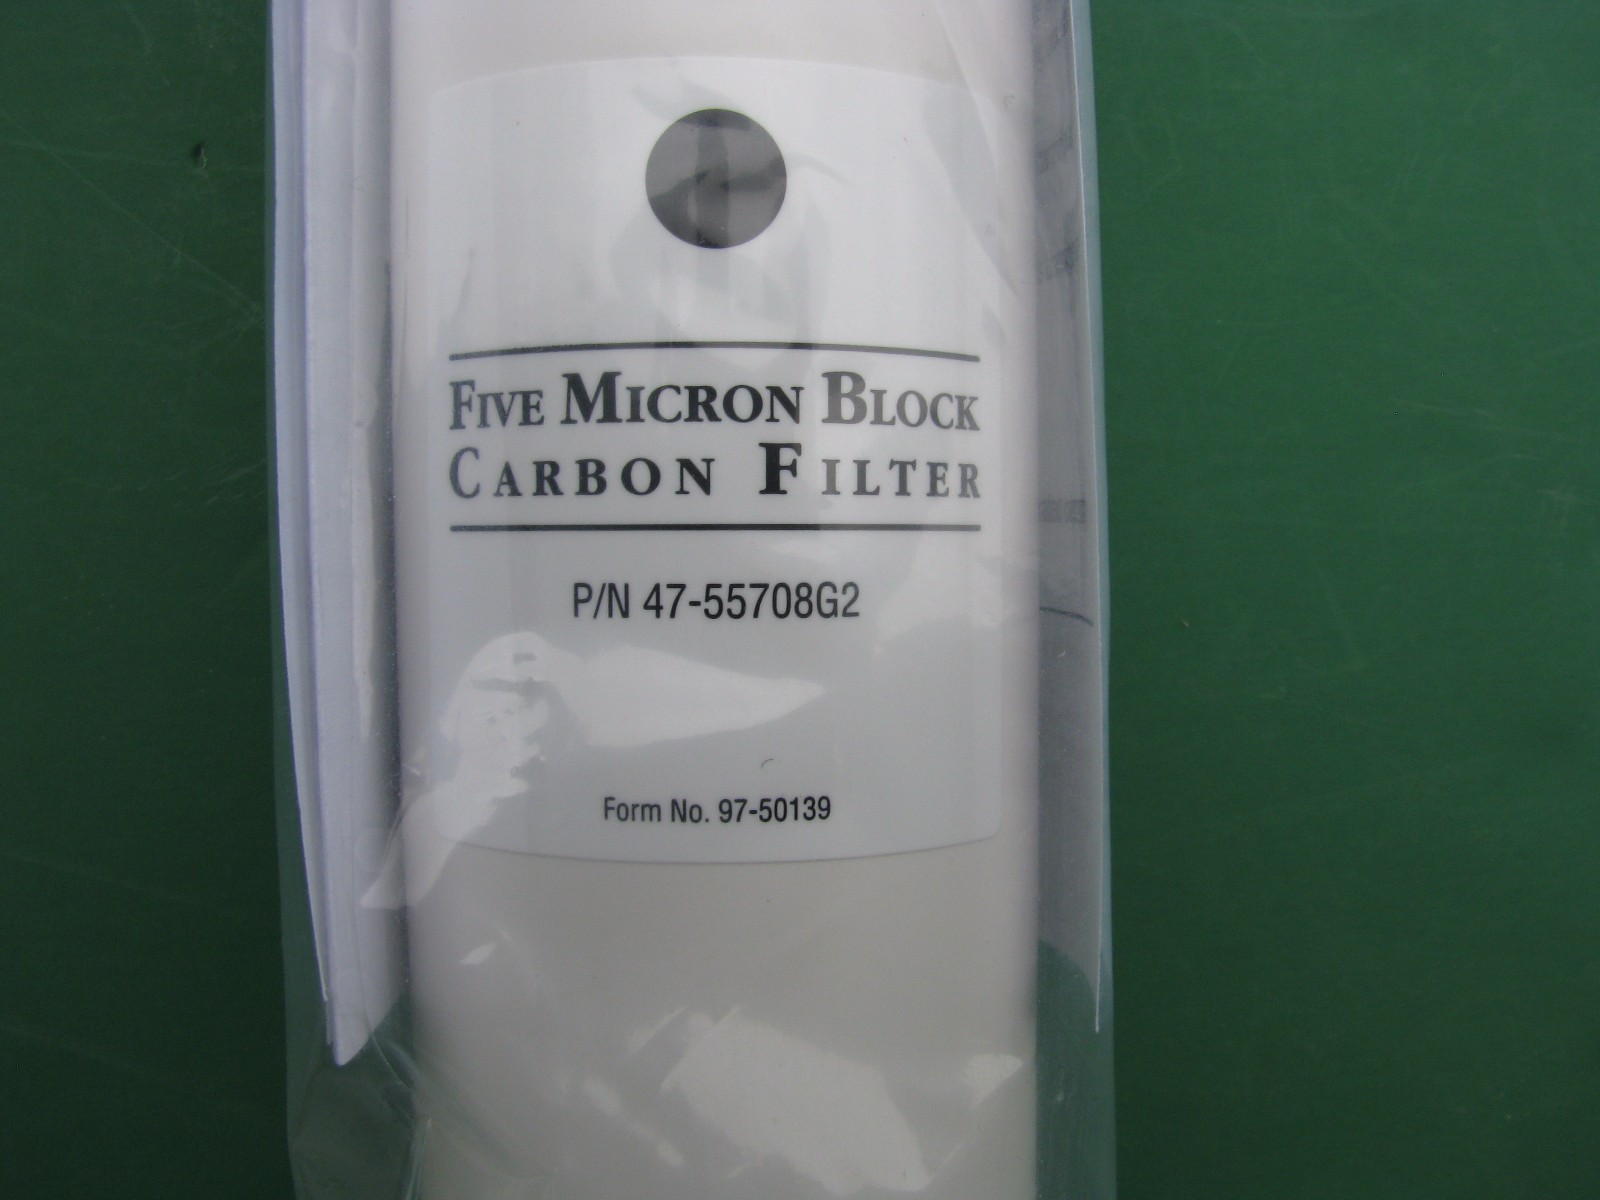 Five Micron Block
Carbon Filter
P/N 47-55708G2
Form No. 97-50139